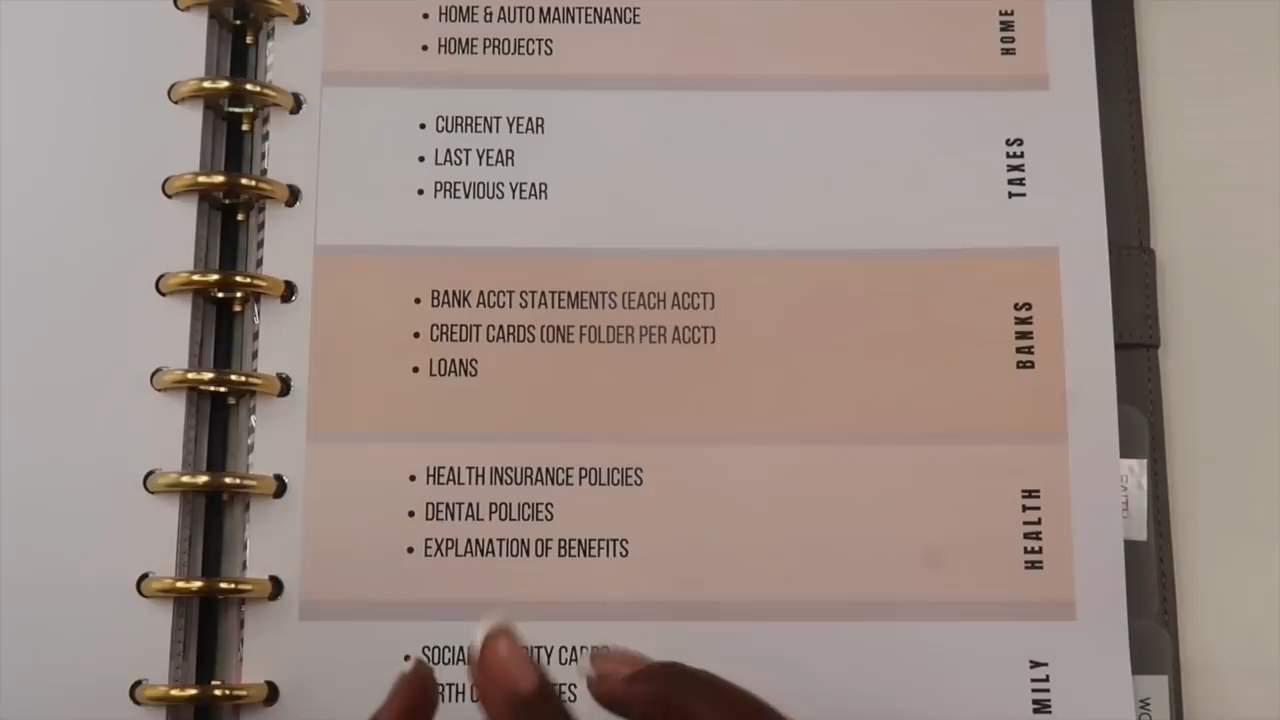 HOME & AUTO MAINTENANCE
HOME PROJECTS
HOME
CURRENT YEAR
LAST YEAR
PREVIOUS YEAR
TAXES
BANK ACCT STATEMENTS (EACH ACCT)
CREDIT CARDS (ONE FOLDER PER ACCT)
LOANS
BANKS
HEALTH INSURANCE POLICIES
DENTAL POLICIES
EXPLANATION OF BENEFITS
HEALTH
FAITH